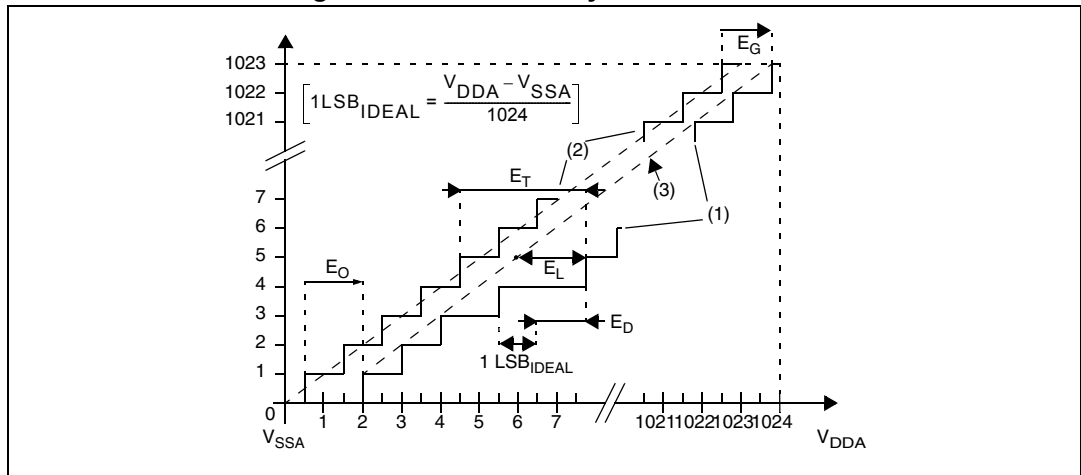 E_G
1023
1022
1021
[1LSB_IDEAL = (V_DDA – V_SSA) / 1024]
(2)
E_T
(3)
(1)
7
6
5
4
3
2
1
0
E_O
E_L
E_D
1 LSB_IDEAL
1 2 3 4 5 6 7 1021 1022 1023 1024
V_SSA
V_DDA